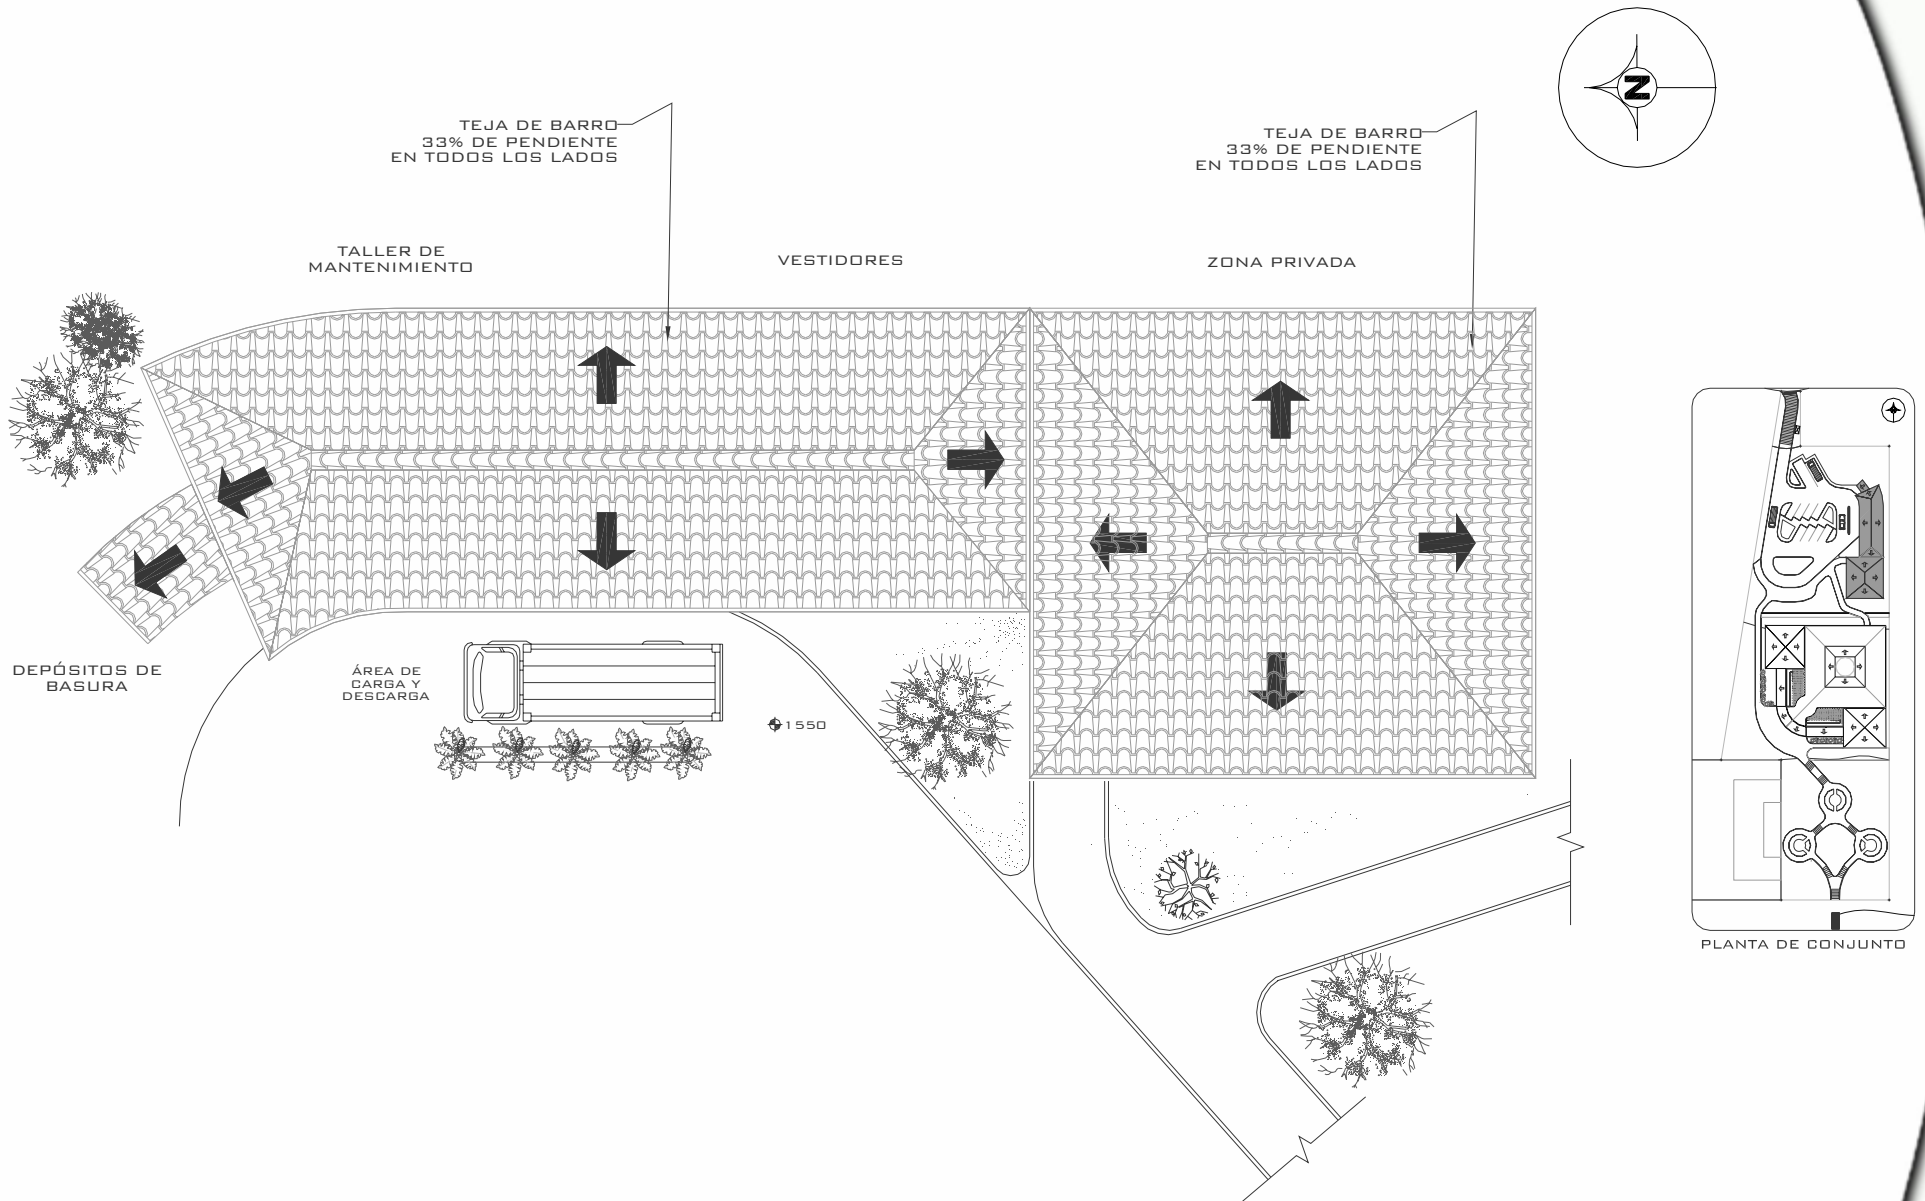 N
TEJA DE BARRO
33% DE PENDIENTE
EN TODOS LOS LADOS
TEJA DE BARRO
33% DE PENDIENTE
EN TODOS LOS LADOS
TALLER DE
MANTENIMIENTO
VESTIDORES
ZONA PRIVADA
DEPÓSITOS DE
BASURA
ÁREA DE
CARGA Y
DESCARGA
1550
PLANTA DE CONJUNTO